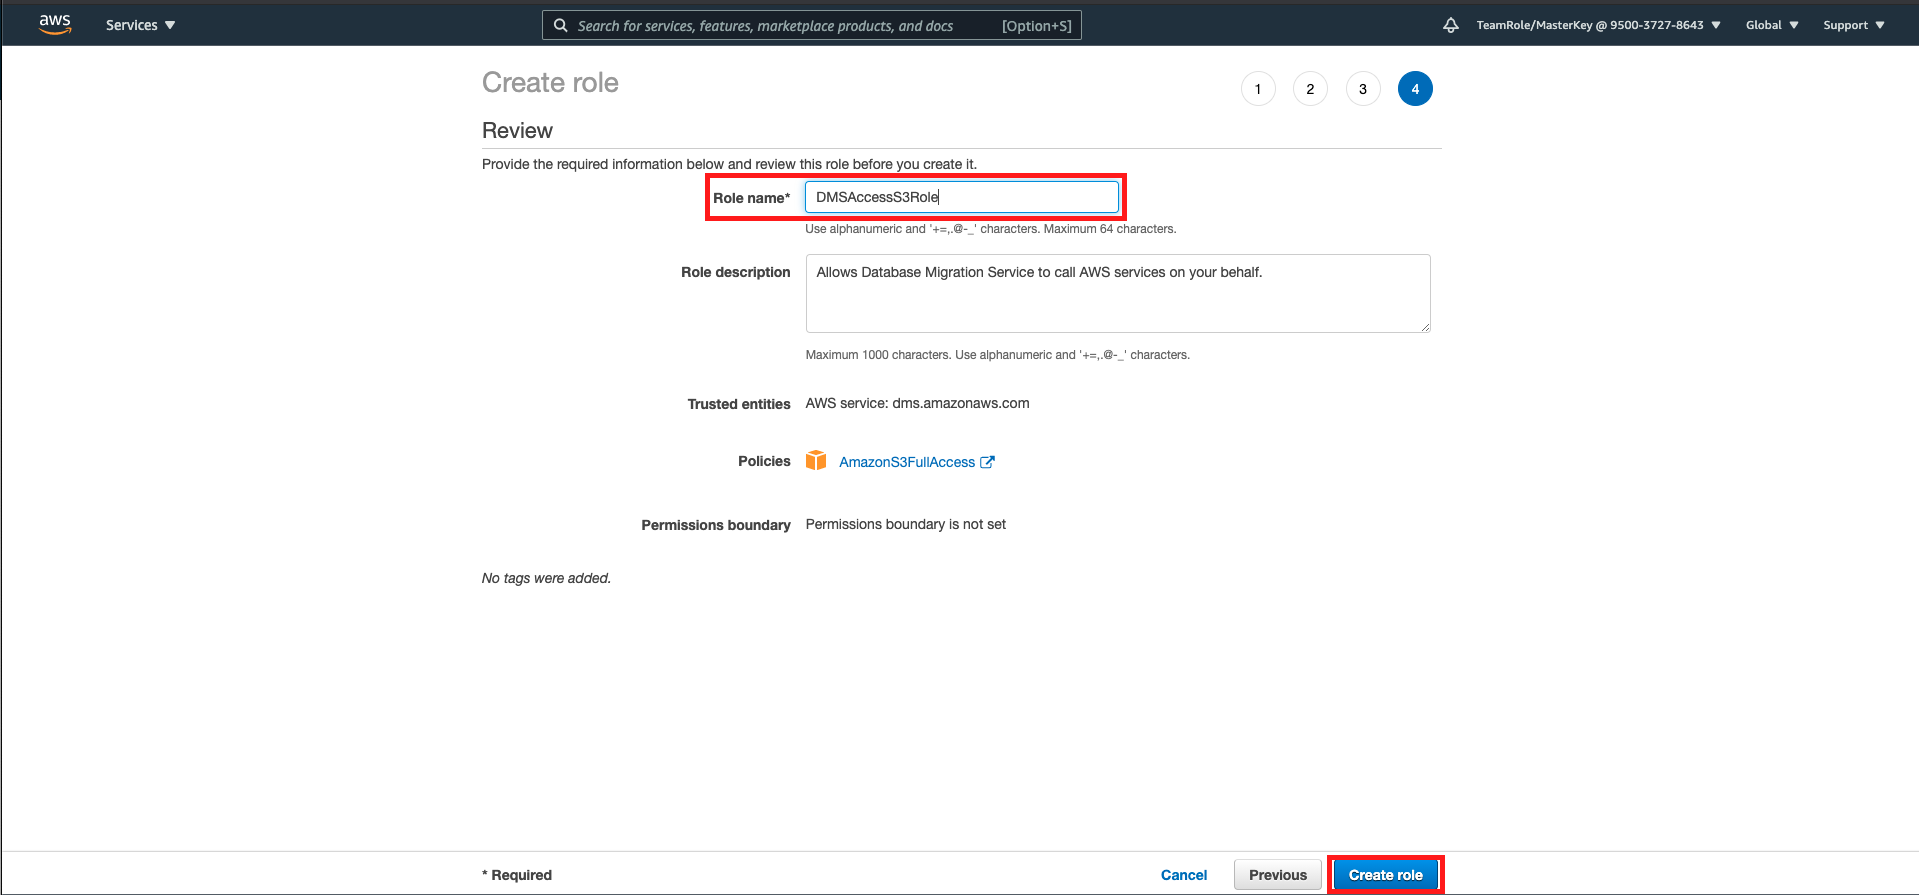 aws Services Search for services, features, marketplace products, and docs [Option+S] TeamRole/MasterKey @ 9500-3727-8643 Global Support
Create role 1 2 3 4
Review
Provide the required information below and review this role before you create it.
Role name* DMSAccessS3Role
Use alphanumeric and '+=,.@-_' characters. Maximum 64 characters.
Role description Allows Database Migration Service to call AWS services on your behalf.
Maximum 1000 characters. Use alphanumeric and '+=,.@-_' characters.
Trusted entities AWS service: dms.amazonaws.com
Policies AmazonS3FullAccess
Permissions boundary Permissions boundary is not set
No tags were added.
* Required Cancel Previous Create role